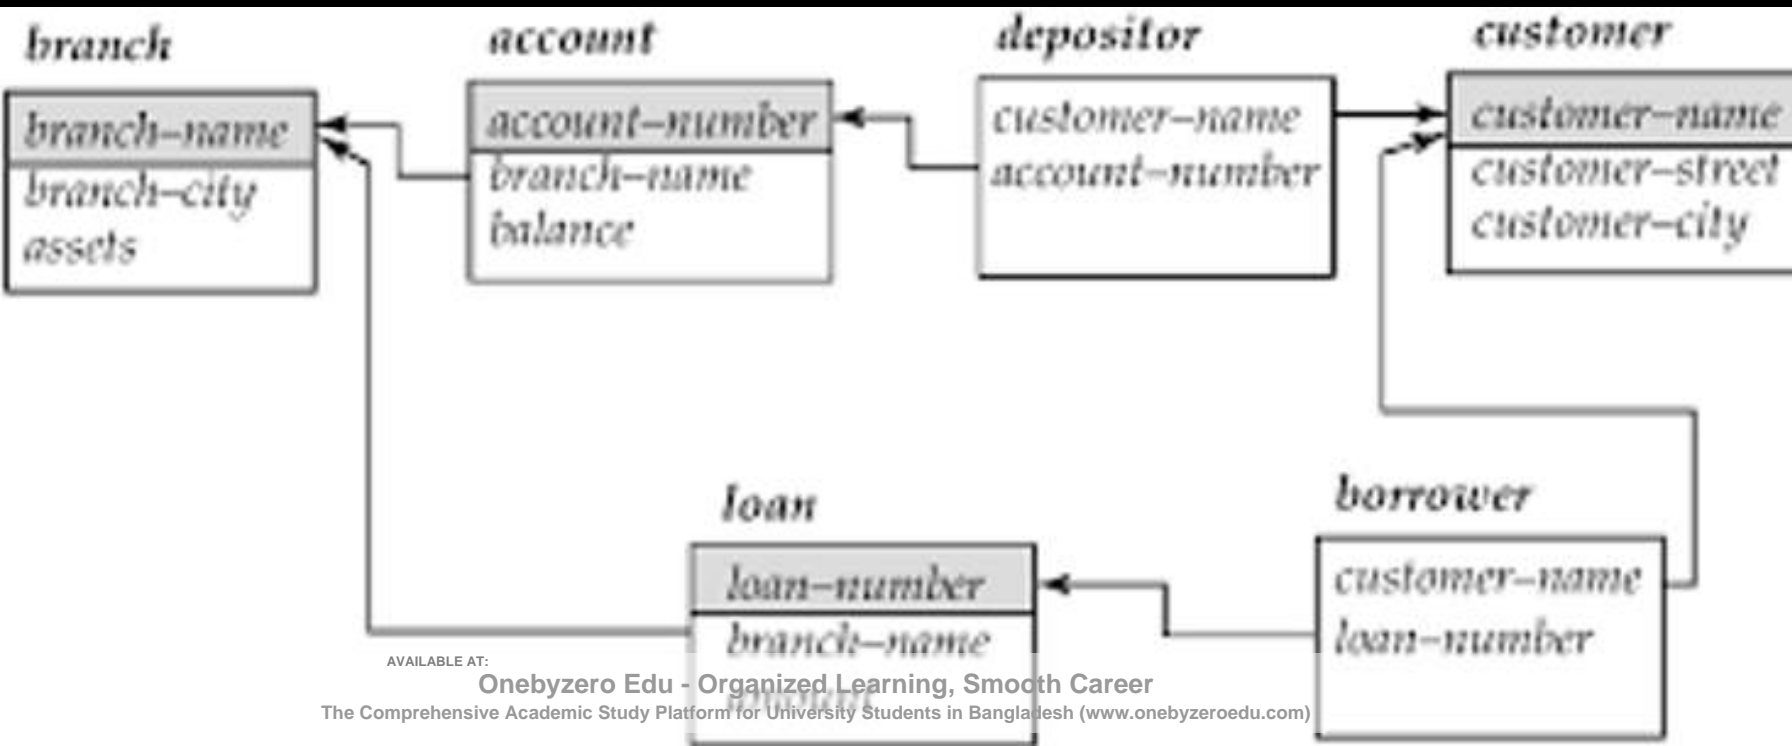 branch
branch–name
branch–city
assets
account
account–number
branch–name
balance
depositor
customer–name
account–number
customer
customer–name
customer–street
customer–city
loan
loan–number
branch–name
amount
borrower
customer–name
loan–number
AVAILABLE AT:
Onebyzero Edu - Organized Learning, Smooth Career
The Comprehensive Academic Study Platform for University Students in Bangladesh (www.onebyzeroedu.com)